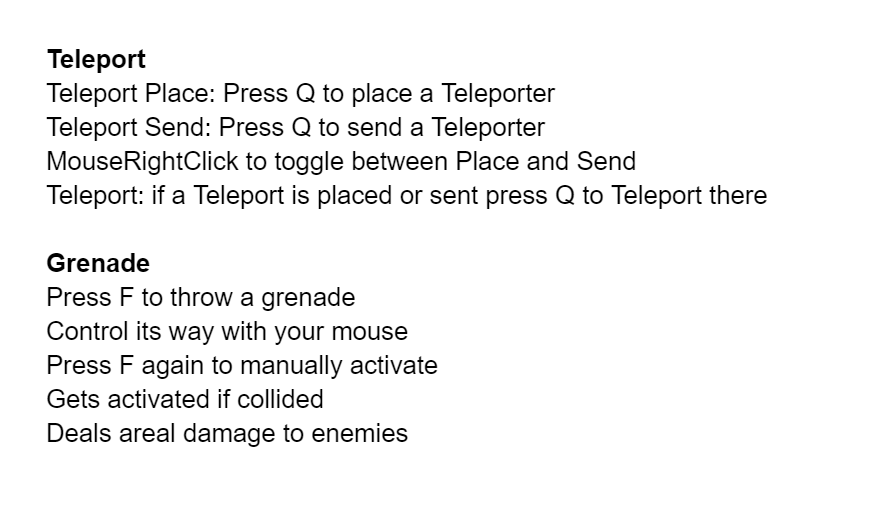 Teleport
Teleport Place: Press Q to place a Teleporter
Teleport Send: Press Q to send a Teleporter
MouseRightClick to toggle between Place and Send
Teleport: if a Teleport is placed or sent press Q to Teleport there
Grenade
Press F to throw a grenade
Control its way with your mouse
Press F again to manually activate
Gets activated if collided
Deals areal damage to enemies